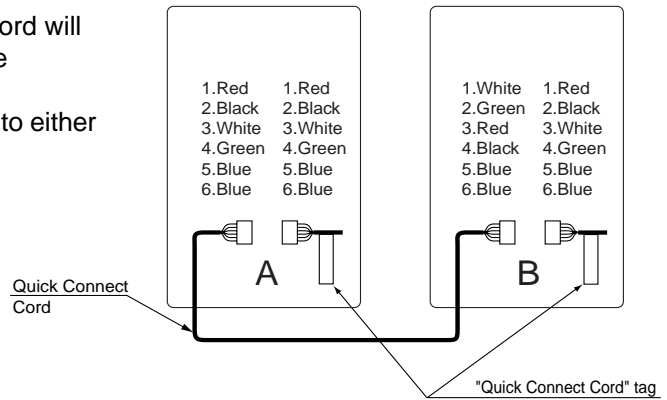 ord will
e
to either
1.Red 1.Red
2.Black 2.Black
3.White 3.White
4.Green 4.Green
5.Blue 5.Blue
6.Blue 6.Blue
A
1.White 1.Red
2.Green 2.Black
3.Red 3.White
4.Black 4.Green
5.Blue 5.Blue
6.Blue 6.Blue
B
Quick Connect
Cord
"Quick Connect Cord" tag